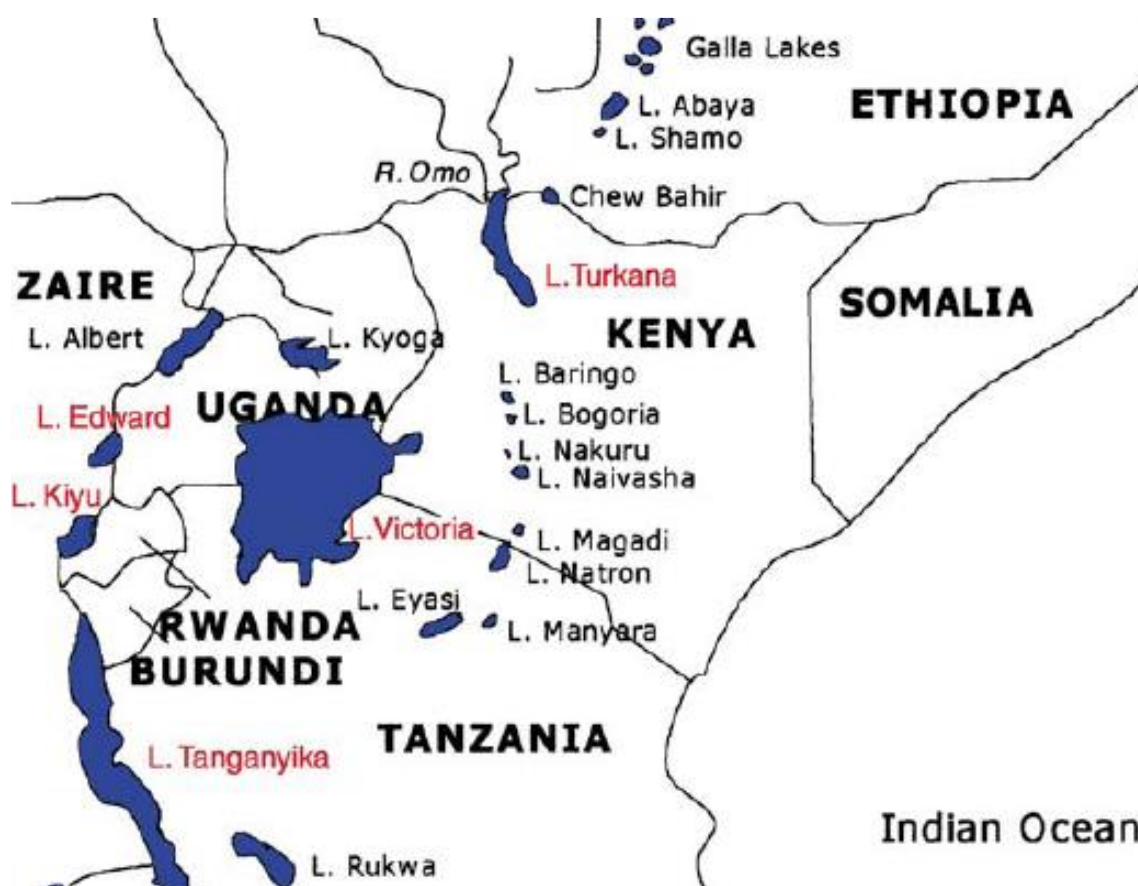 Galla Lakes
L. Abaya
ETHIOPIA
L. Shamo
R. Omo
Chew Bahir
ZAIRE
L.Turkana
SOMALIA
L. Albert
L. Kyoga
KENYA
L. Baringo
L. Edward
UGANDA
L. Bogoria
L. Nakuru
L. Naivasha
L. Kiyu
L.Victoria
L. Magadi
L. Natron
L. Eyasi
RWANDA
L. Manyara
BURUNDI
TANZANIA
L. Tanganyika
Indian Ocean
L. Rukwa